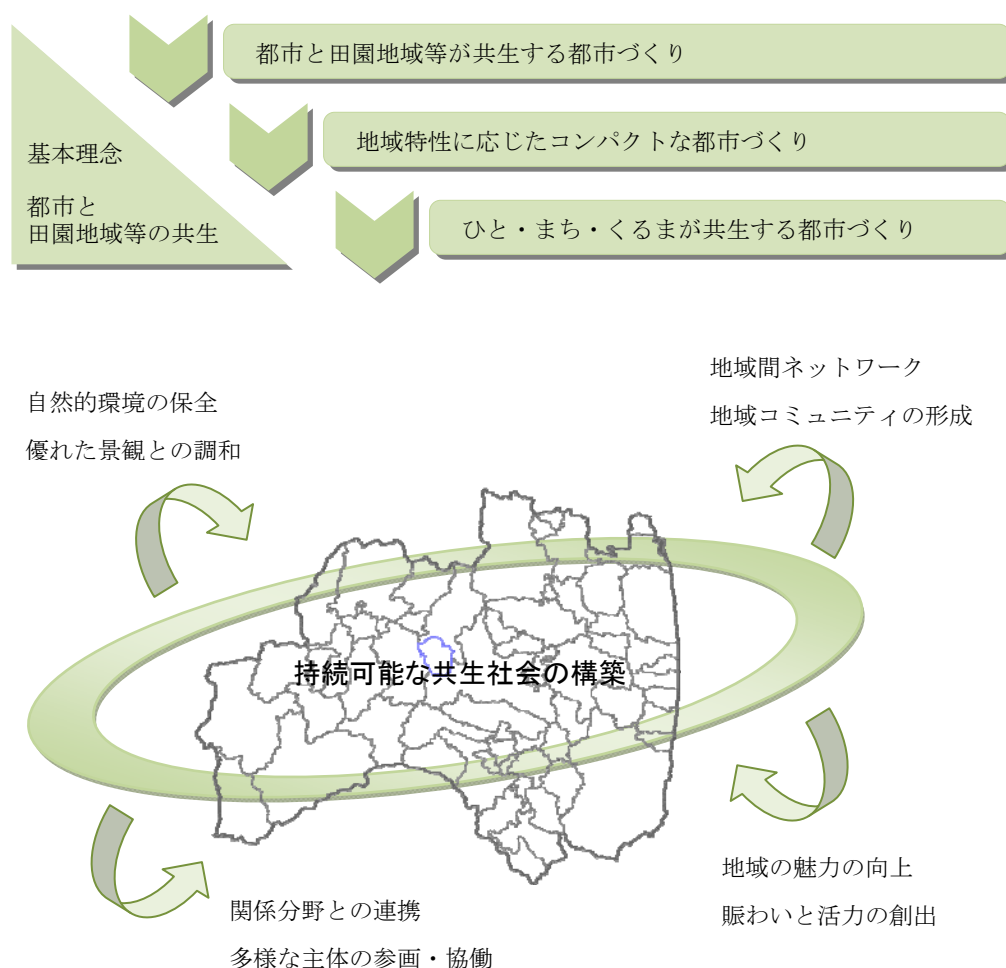 都市と田園地域等が共生する都市づくり
地域特性に応じたコンパクトな都市づくり
ひと・まち・くるまが共生する都市づくり
基本理念
都市と
田園地域等の共生
地域間ネットワーク
地域コミュニティの形成
自然的環境の保全
優れた景観との調和
持続可能な共生社会の構築
地域の魅力の向上
賑わいと活力の創出
関係分野との連携
多様な主体の参画・協働